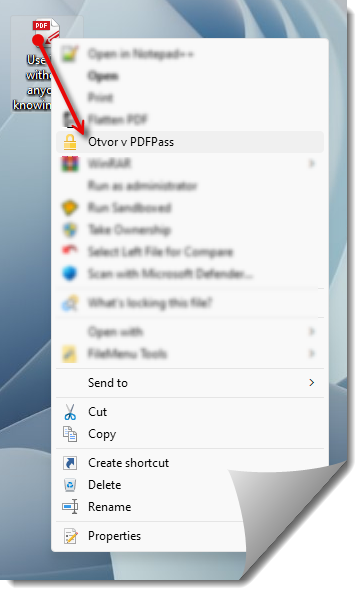 PDF
Use
witho
anyo
knowin
Open in Notepad++
Open
Print
Flatten PDF
Otvor v PDFPass
WinRAR
Run as administrator
Run Sandboxed
Take Ownership
Select Left File for Compare
Scan with Microsoft Defender...
What's locking this file?
Open with
FileMenu Tools
Send to
Cut
Copy
Create shortcut
Delete
Rename
Properties